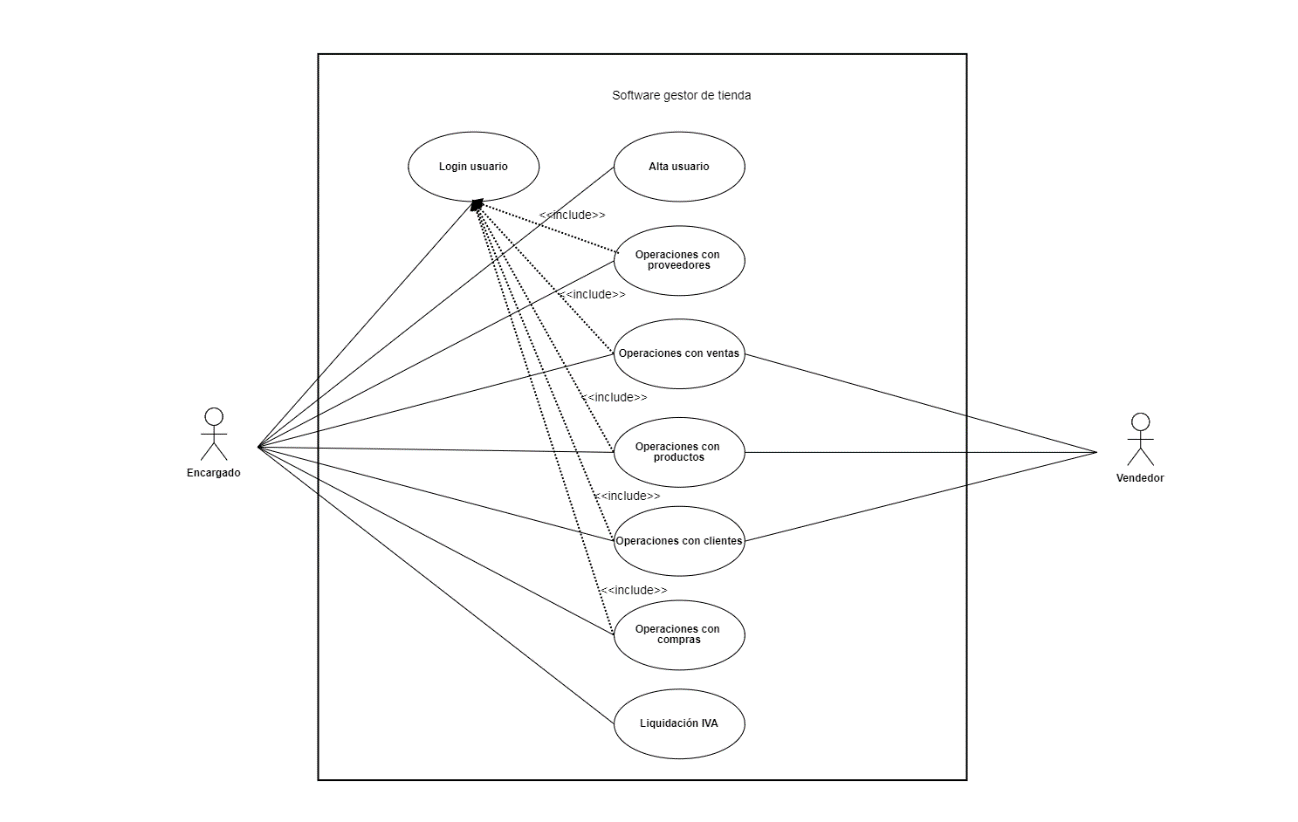 Software gestor de tienda
Login usuario
Alta usuario
<<include>>
Operaciones con
proveedores
<<include>>
Operaciones con ventas
<<include>>
Operaciones con
productos
Encargado
Vendedor
<<include>>
Operaciones con clientes
<<include>>
Operaciones con
compras
Liquidación IVA